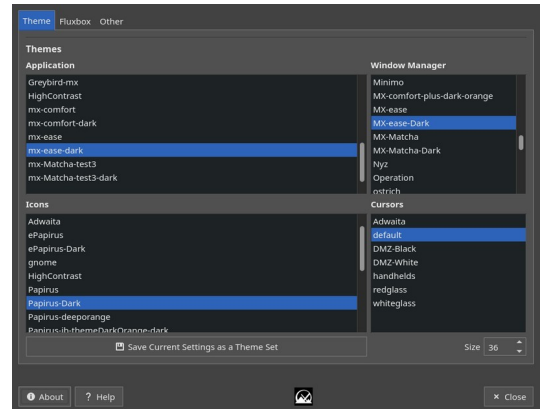 Theme Fluxbox Other
Themes
Application
Greybird-mx
HighContrast
mx-comfort
mx-comfort-dark
mx-ease
mx-ease-dark
mx-Matcha-test3
mx-Matcha-test3-dark
Window Manager
Minimo
MX-comfort-plus-dark-orange
MX-ease
MX-ease-Dark
MX-Matcha
MX-Matcha-Dark
Nyz
Operation
ostrich
Icons
Adwaita
ePapirus
ePapirus-Dark
gnome
HighContrast
Papirus
Papirus-Dark
Papirus-deeporange
Papirus-jb-themeDarkOrange-dark
Cursors
Adwaita
default
DMZ-Black
DMZ-White
handhelds
redglass
whiteglass
Save Current Settings as a Theme Set
Size 36
About ? Help
× Close